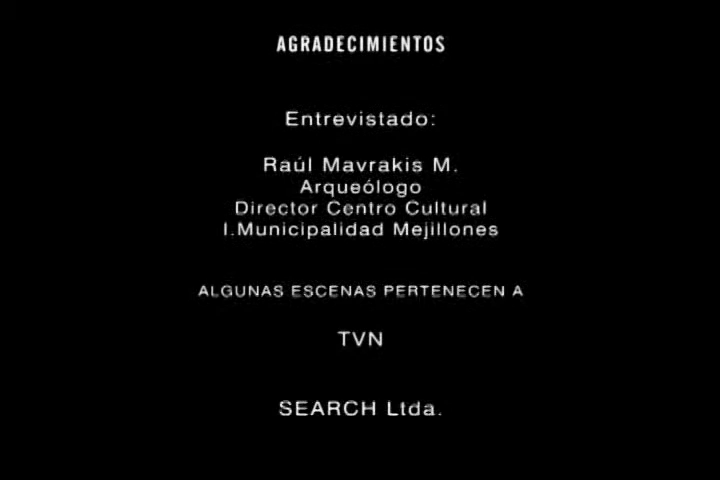 AGRADECIMIENTOS
Entrevistado:
Raúl Mavrakis M.
Arqueólogo
Director Centro Cultural
I.Municipalidad Mejillones
ALGUNAS ESCENAS PERTENECEN A
TVN
SEARCH Ltda.